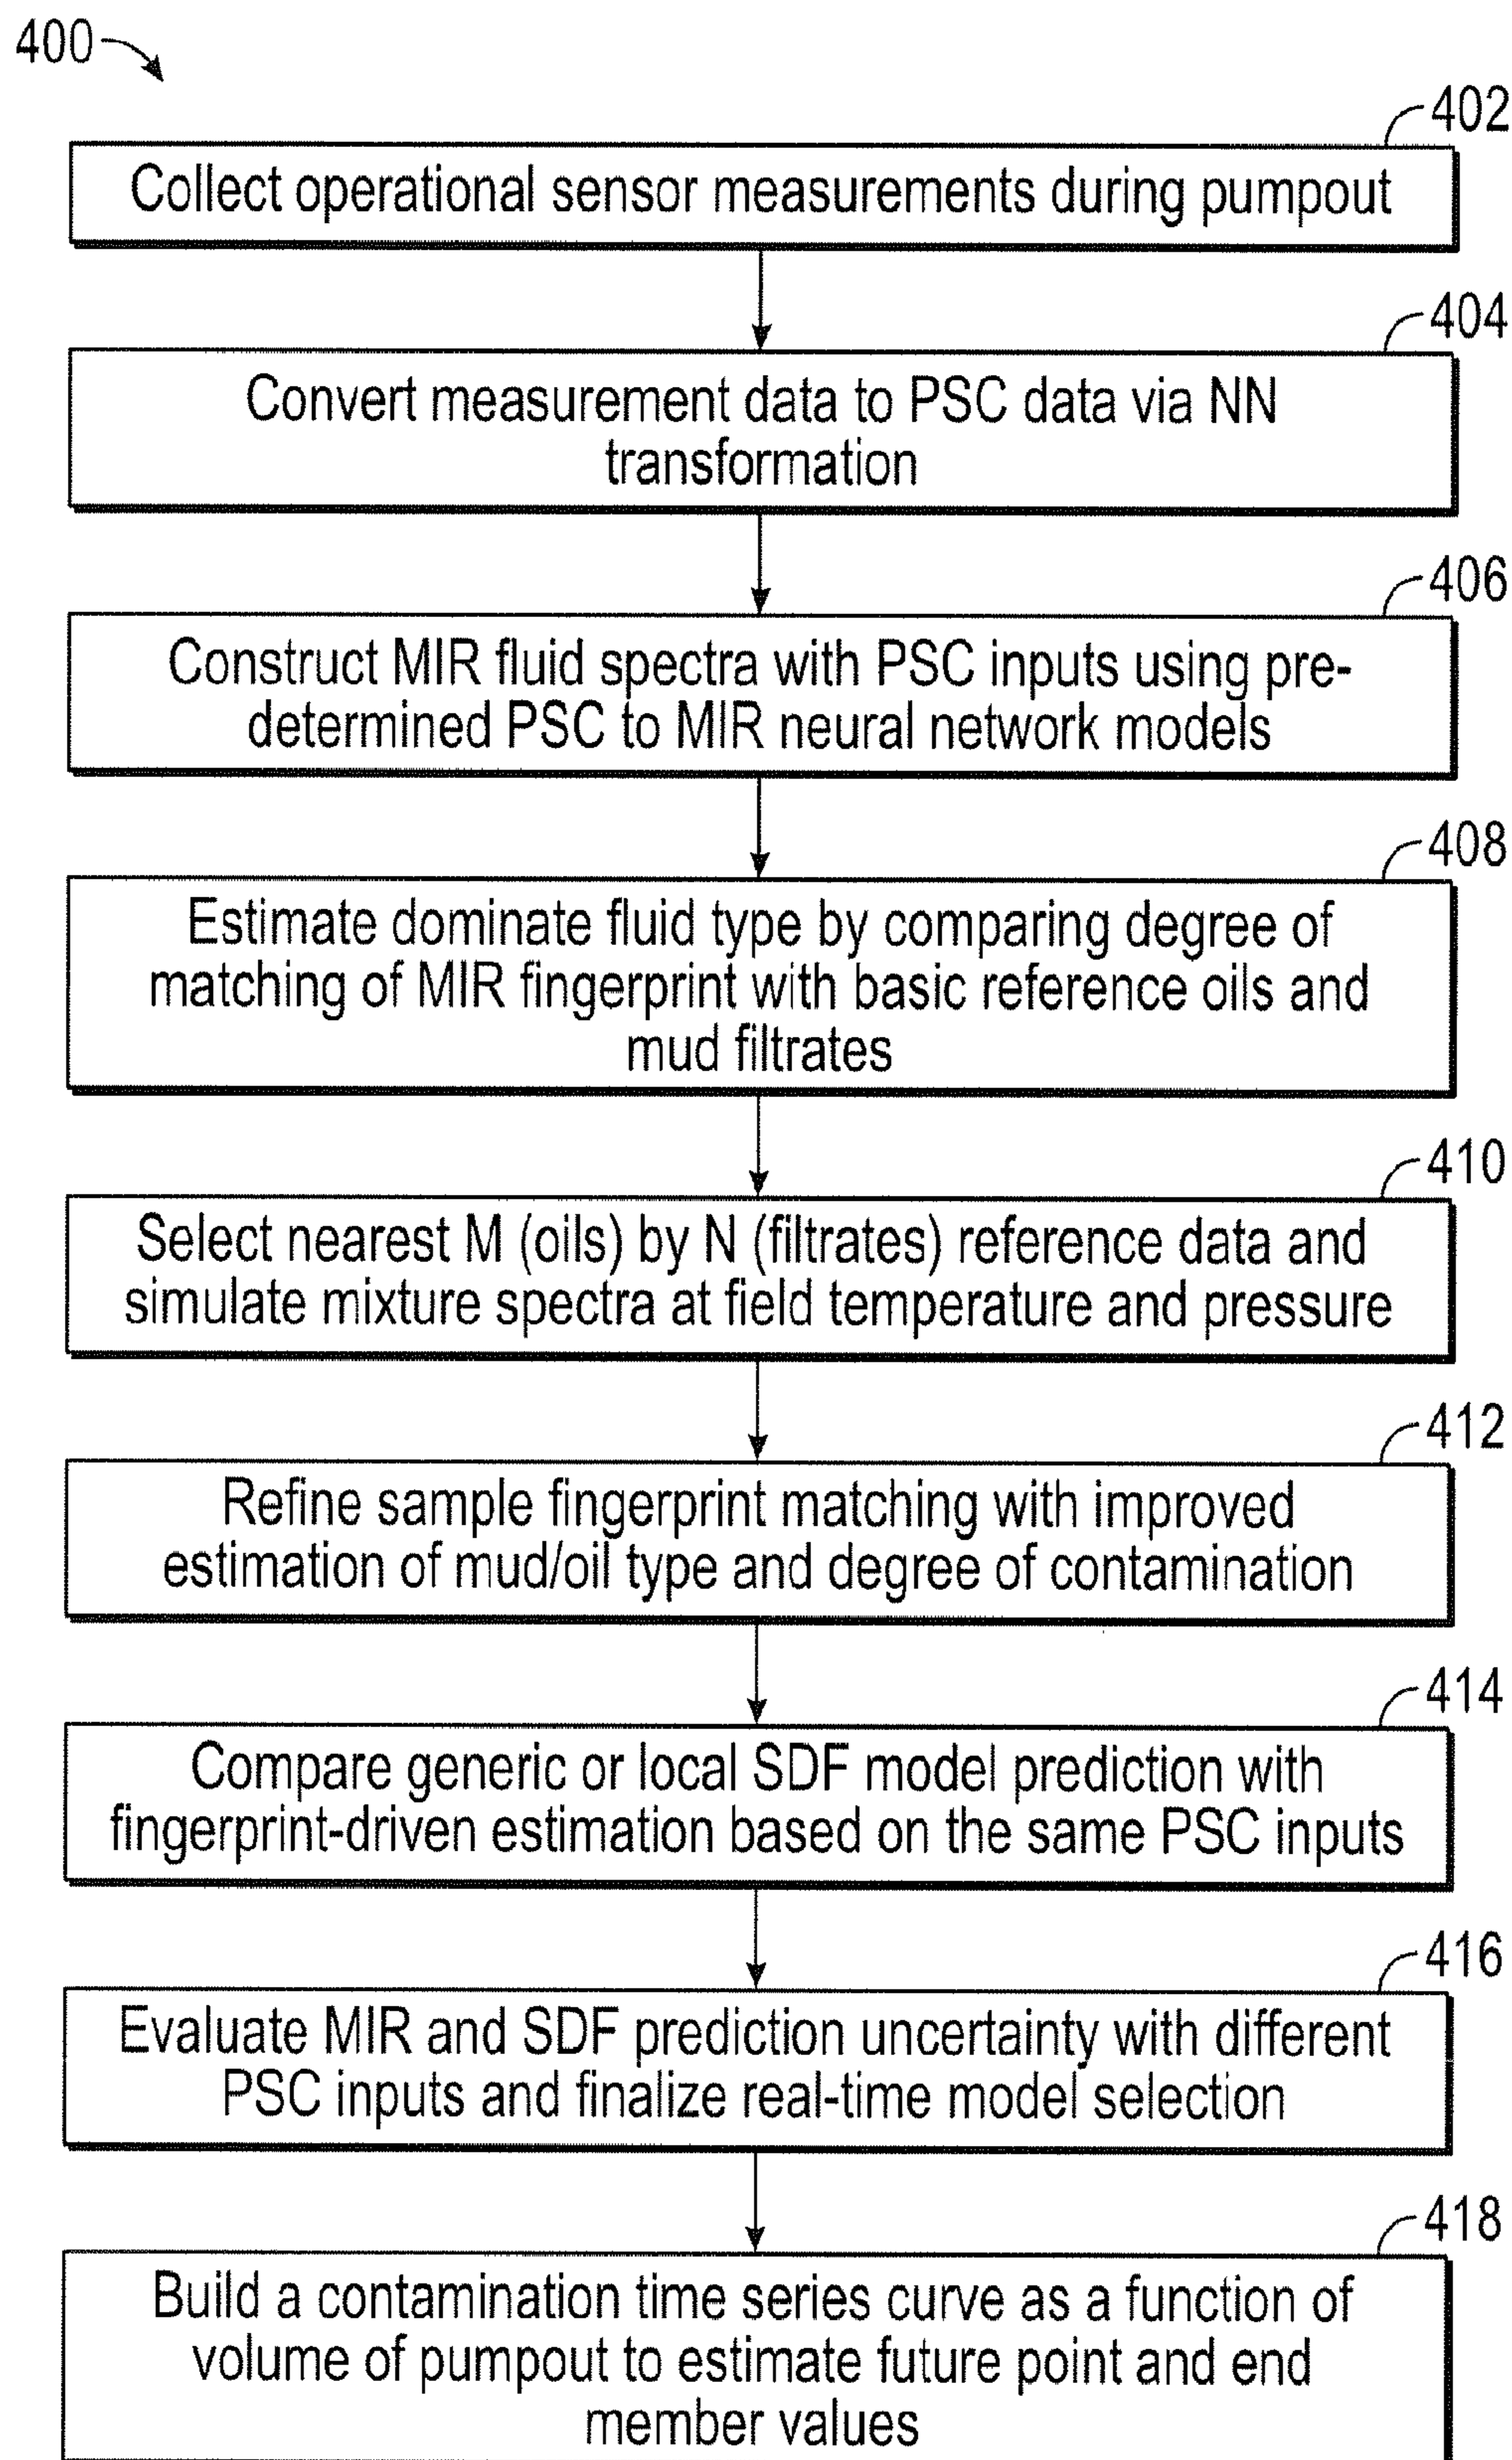 400
402
Collect operational sensor measurements during pumpout
404
Convert measurement data to PSC data via NN
transformation
406
Construct MIR fluid spectra with PSC inputs using pre-
determined PSC to MIR neural network models
408
Estimate dominate fluid type by comparing degree of
matching of MIR fingerprint with basic reference oils and
mud filtrates
410
Select nearest M (oils) by N (filtrates) reference data and
simulate mixture spectra at field temperature and pressure
412
Refine sample fingerprint matching with improved
estimation of mud/oil type and degree of contamination
414
Compare generic or local SDF model prediction with
fingerprint-driven estimation based on the same PSC inputs
416
Evaluate MIR and SDF prediction uncertainty with different
PSC inputs and finalize real-time model selection
418
Build a contamination time series curve as a function of
volume of pumpout to estimate future point and end
member values